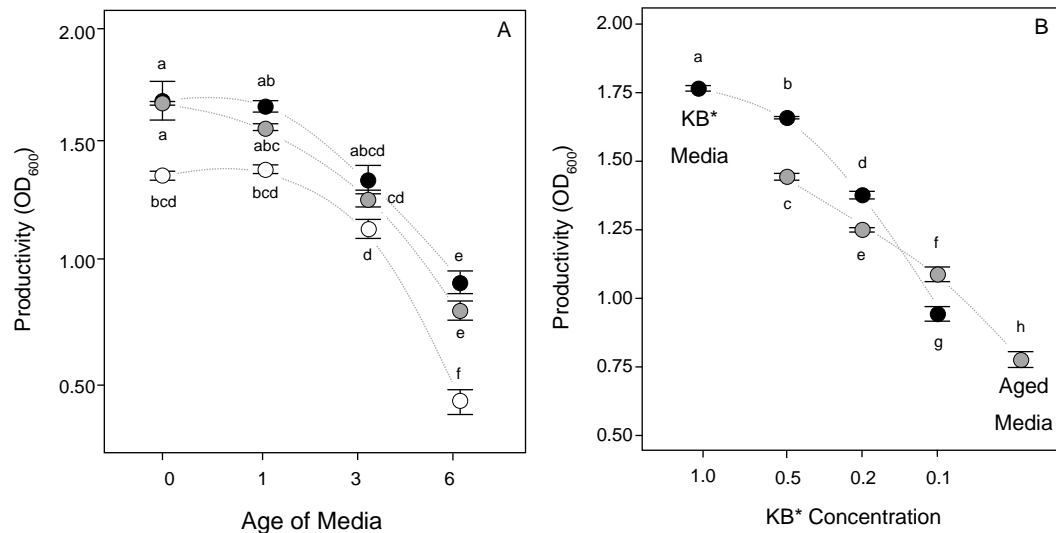 A
2.00
1.50
1.00
0.50
Productivity (OD600)
a
ab
a
abc
abcd
bcd
bcd
cd
d
e
e
f
0 1 3 6
Age of Media
B
2.00
1.75
1.50
1.25
1.00
0.75
0.50
Productivity (OD600)
a
b
KB*
Media
d
c
e
f
g
h
Aged
Media
1.0 0.5 0.2 0.1
KB* Concentration